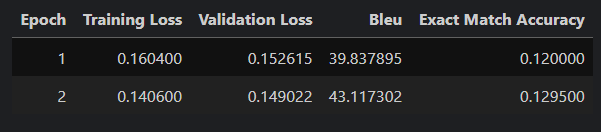 Epoch Training Loss Validation Loss Bleu Exact Match Accuracy
1 0.160400 0.152615 39.837895 0.120000
2 0.140600 0.149022 43.117302 0.129500